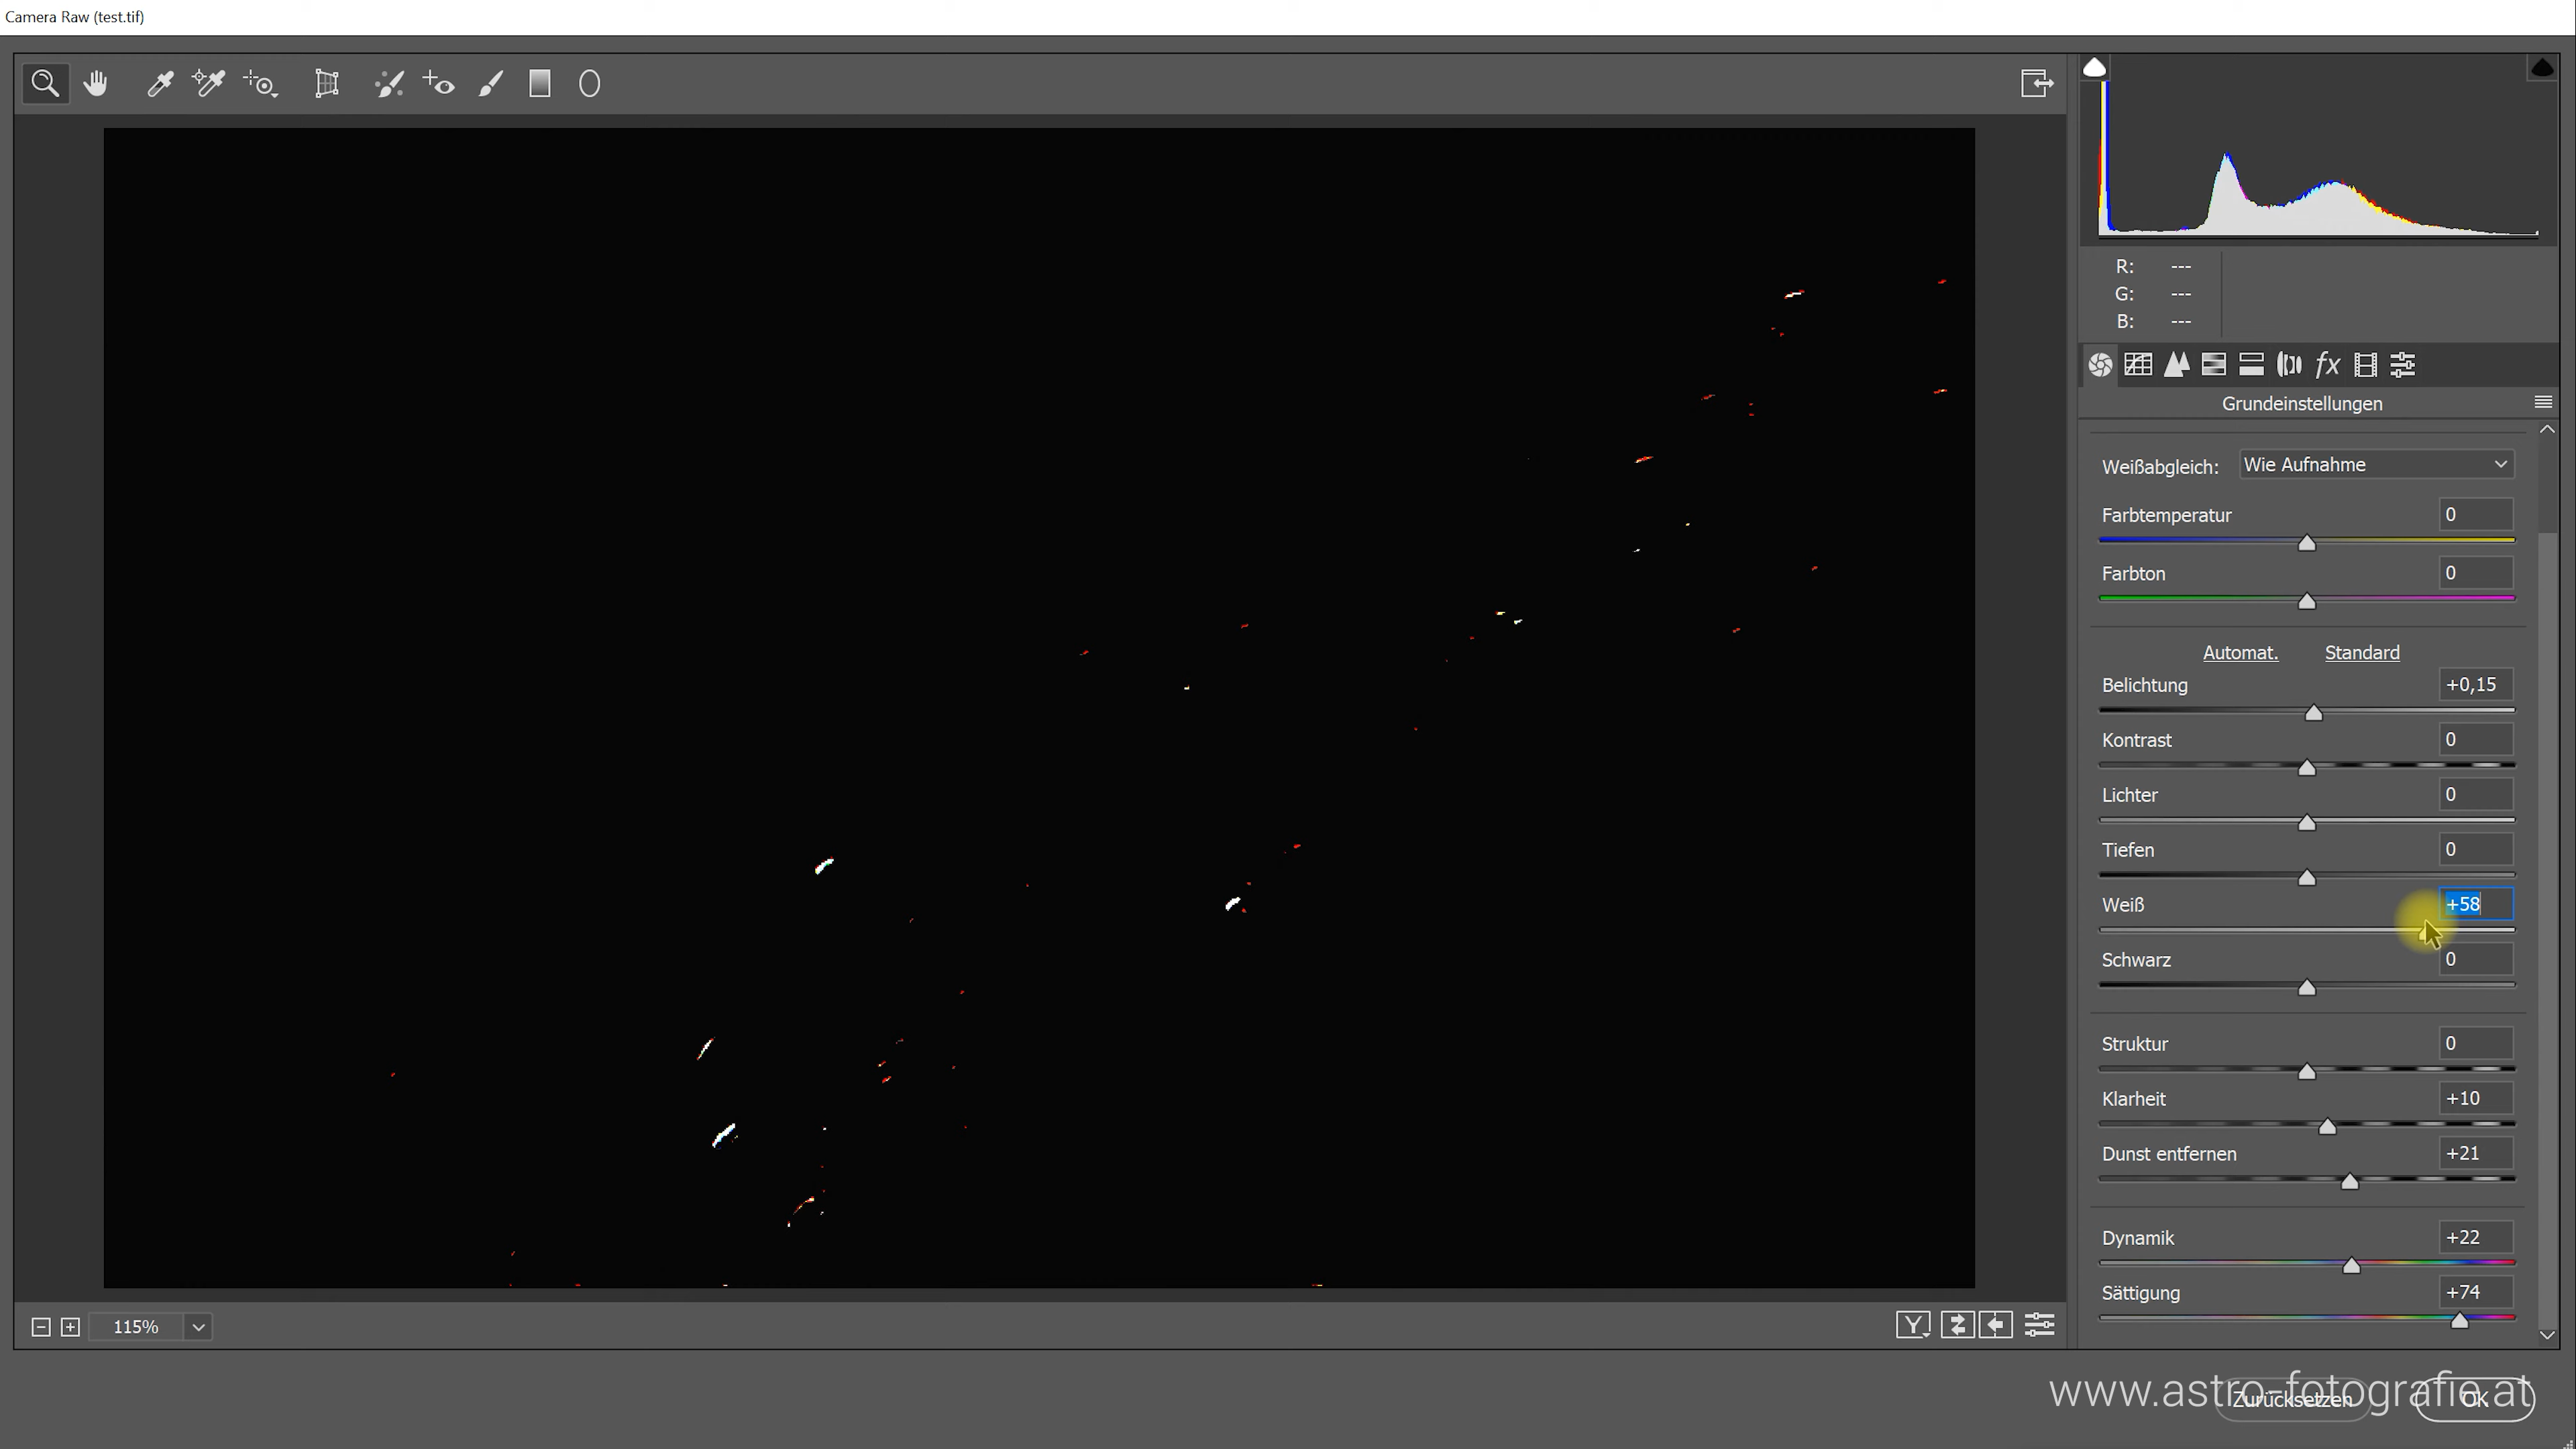 Camera Raw (test.tif)
R: ---
G: ---
B: ---
fx
Grundeinstellungen
Weißabgleich: Wie Aufnahme
Farbtemperatur 0
Farbton 0
Automat. Standard
Belichtung +0,15
Kontrast 0
Lichter 0
Tiefen 0
Weiß +58
Schwarz 0
Struktur 0
Klarheit +10
Dunst entfernen +21
Dynamik +22
Sättigung +74
115%
Y
www.astro-fotografie.at
Zurücksetzen OK